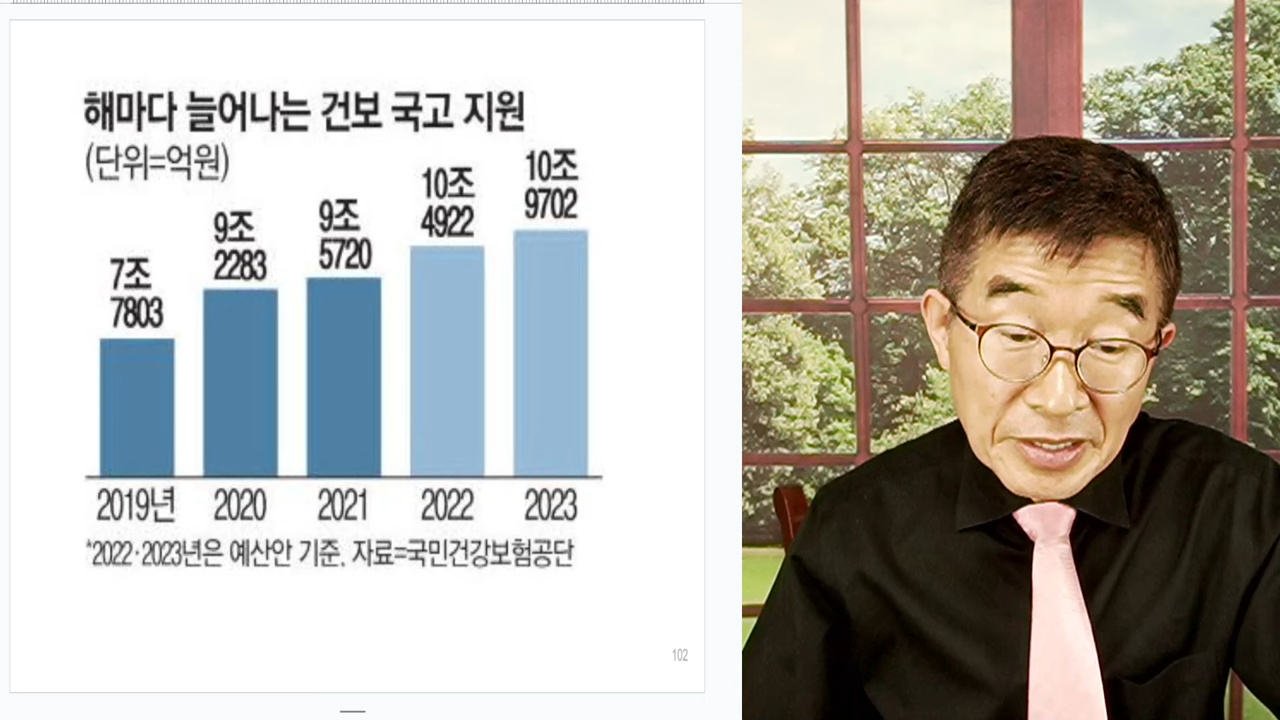 해마다 늘어나는 건보 국고 지원
(단위=억원)
7조
7803
9조
2283
9조
5720
10조
4922
10조
9702
2019년 2020 2021 2022 2023
*2022·2023년은 예산안 기준. 자료=국민건강보험공단
102